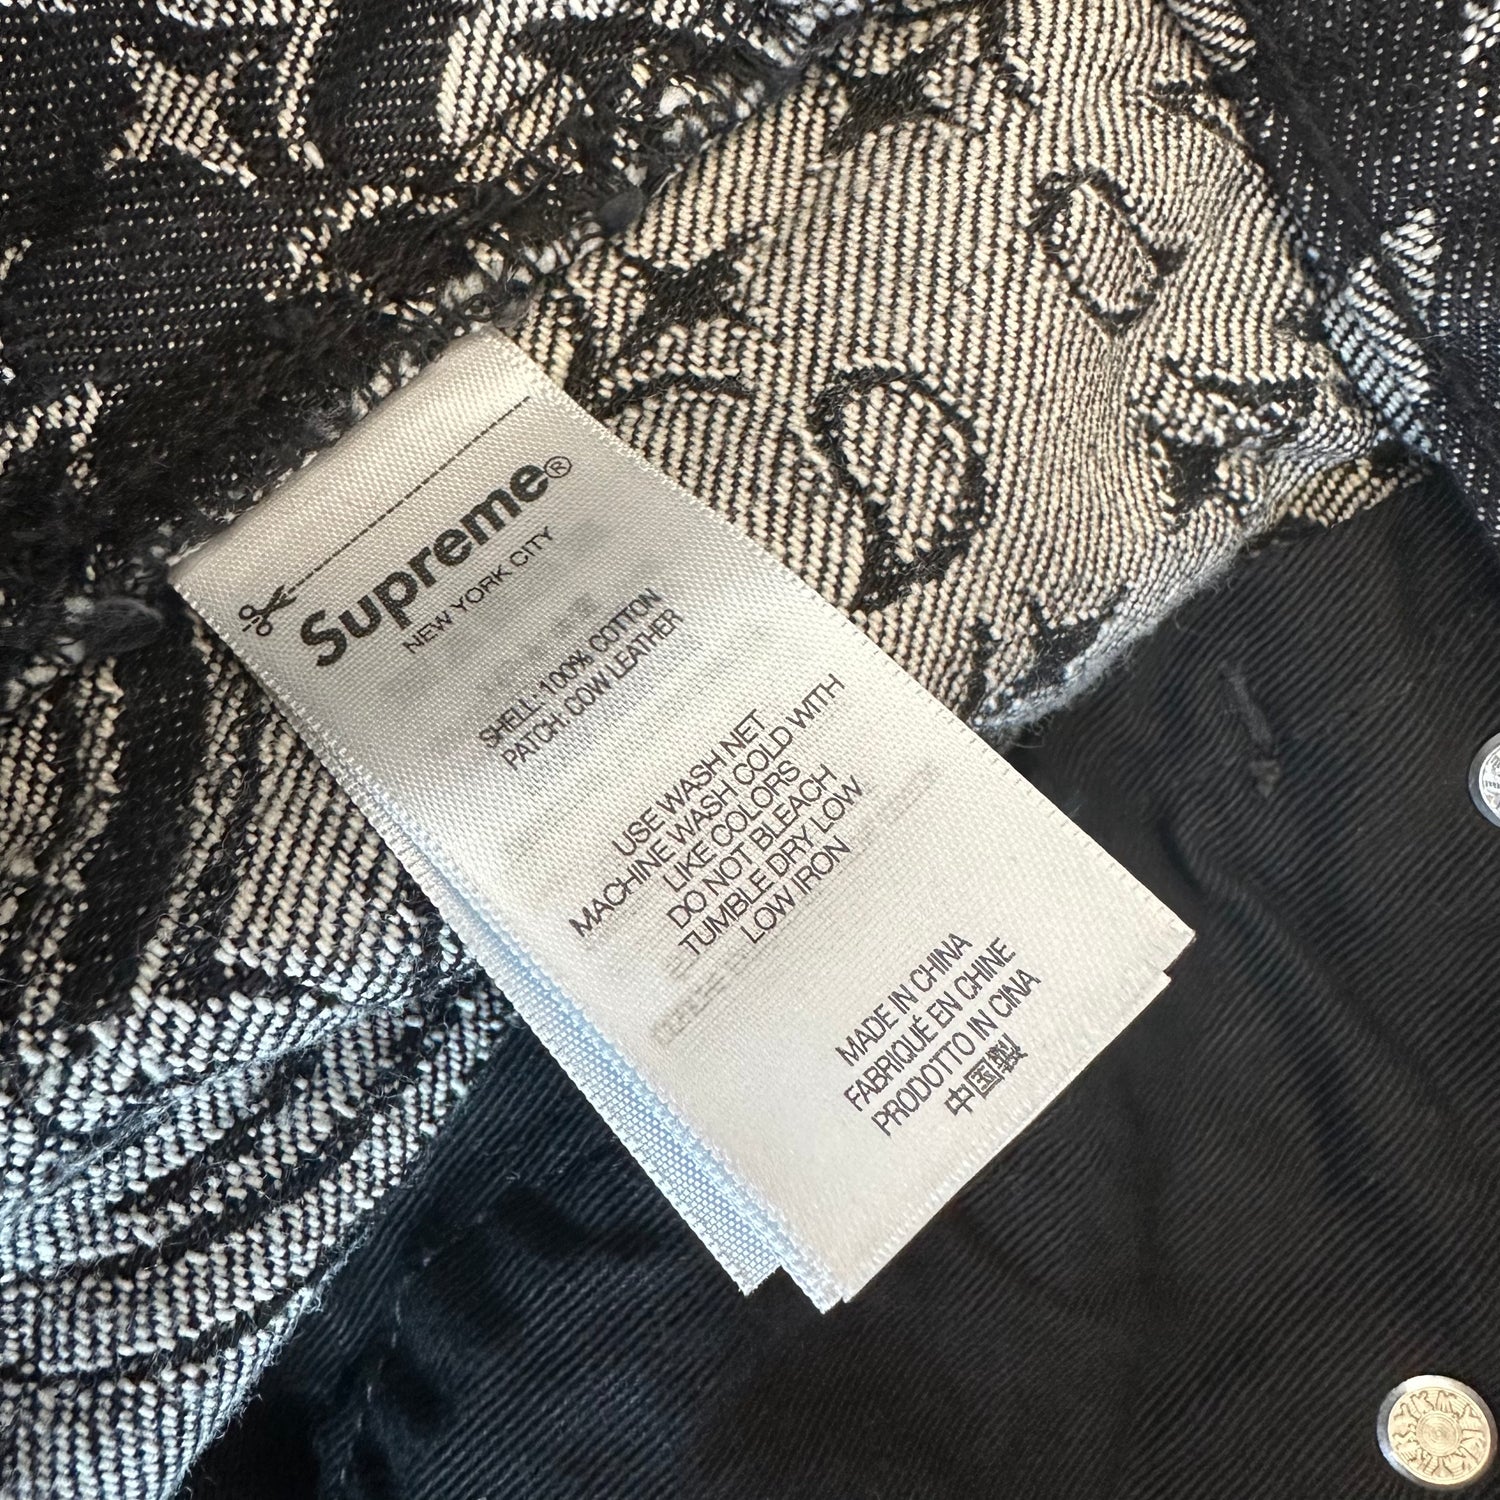 Supreme®
NEW YORK CITY
SHELL: 100% COTTON
PATCH: COW LEATHER
USE WASH NET
MACHINE WASH COLD WITH
LIKE COLORS
DO NOT BLEACH
TUMBLE DRY LOW
LOW IRON
MADE IN CHINA
FABRIQUÉ EN CHINE
PRODOTTO IN CINA
中国製